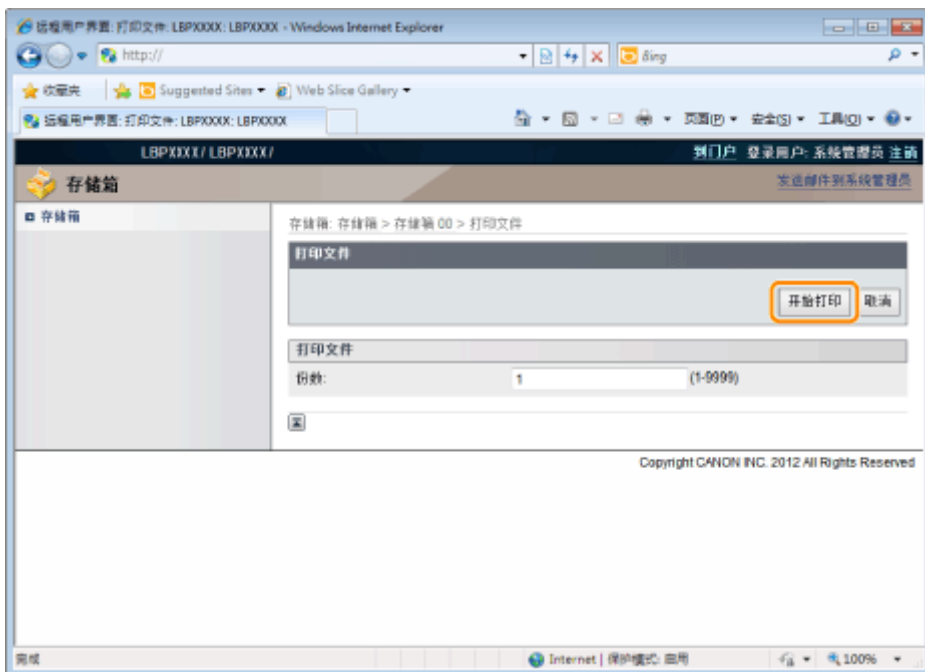 远程用户界面: 打印文件: LBPXXXX: LBPXXXX - Windows Internet Explorer
http://
Bing
收藏夹 Suggested Sites Web Slice Gallery
远程用户界面: 打印文件: LBPXXXX: LBPXXXX 页面(P) 安全(S) 工具(O)
LBPXXXX / LBPXXXX / 到门户 登录用户: 系统管理员 注销
存储箱 发送邮件到系统管理员
存储箱
存储箱: 存储箱 > 存储箱 00 > 打印文件
打印文件
开始打印 取消
打印文件
份数: 1 (1-9999)
Copyright CANON INC. 2012 All Rights Reserved
完成 Internet | 保护模式: 启用 100%